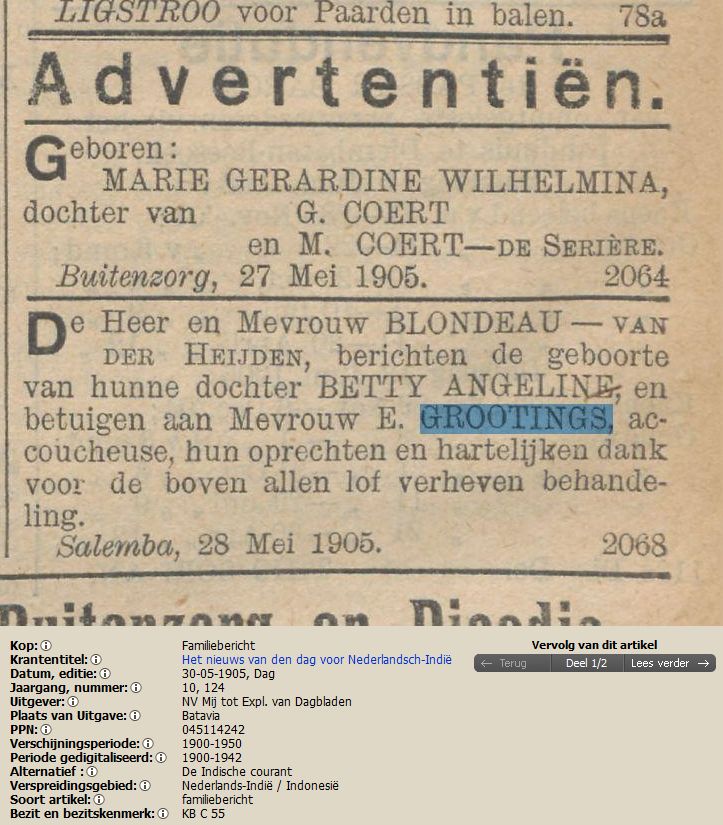 LIGSTROO voor Paarden in balen. 78a
Advertentiën.
Geboren:
MARIE GERARDINE WILHELMINA,
dochter van G. COERT
en M. COERT—DE SERIÈRE.
Buitenzorg, 27 Mei 1905. 2064
De Heer en Mevrouw BLONDEAU — VAN
DER HEIJDEN, berichten de geboorte
van hunne dochter BETTY ANGELINE, en
betuigen aan Mevrouw E. GROOTINGS, ac-
coucheuse, hun oprechten en hartelijken dank
voor de boven allen lof verheven behande-
ling.
Salemba, 28 Mei 1905. 2068
Kop:
Familiebericht
Krantentitel:
Het nieuws van den dag voor Nederlandsch-Indië
Datum, editie:
30-05-1905, Dag
Jaargang, nummer:
10, 124
Uitgever:
NV Mij tot Expl. van Dagbladen
Plaats van Uitgave:
Batavia
PPN:
045114242
Verschijningsperiode:
1900-1950
Periode gedigitaliseerd:
1900-1942
Alternatief :
De Indische courant
Verspreidingsgebied:
Nederlands-Indië / Indonesië
Soort artikel:
familiebericht
Bezit en bezitskenmerk:
KB C 55
Vervolg van dit artikel
← Terug Deel 1/2 Lees verder →